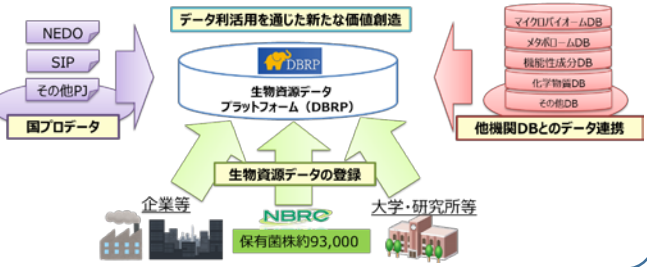 データ利活用を通じた新たな価値創造
NEDO
SIP
その他PJ
国プロデータ
DBRP
生物資源データ
プラットフォーム（DBRP）
マイクロバイオームDB
メタボロームDB
機能性成分DB
化学物質DB
その他DB
他機関DBとのデータ連携
生物資源データの登録
企業等
NBRC
保有菌株約93,000
大学・研究所等